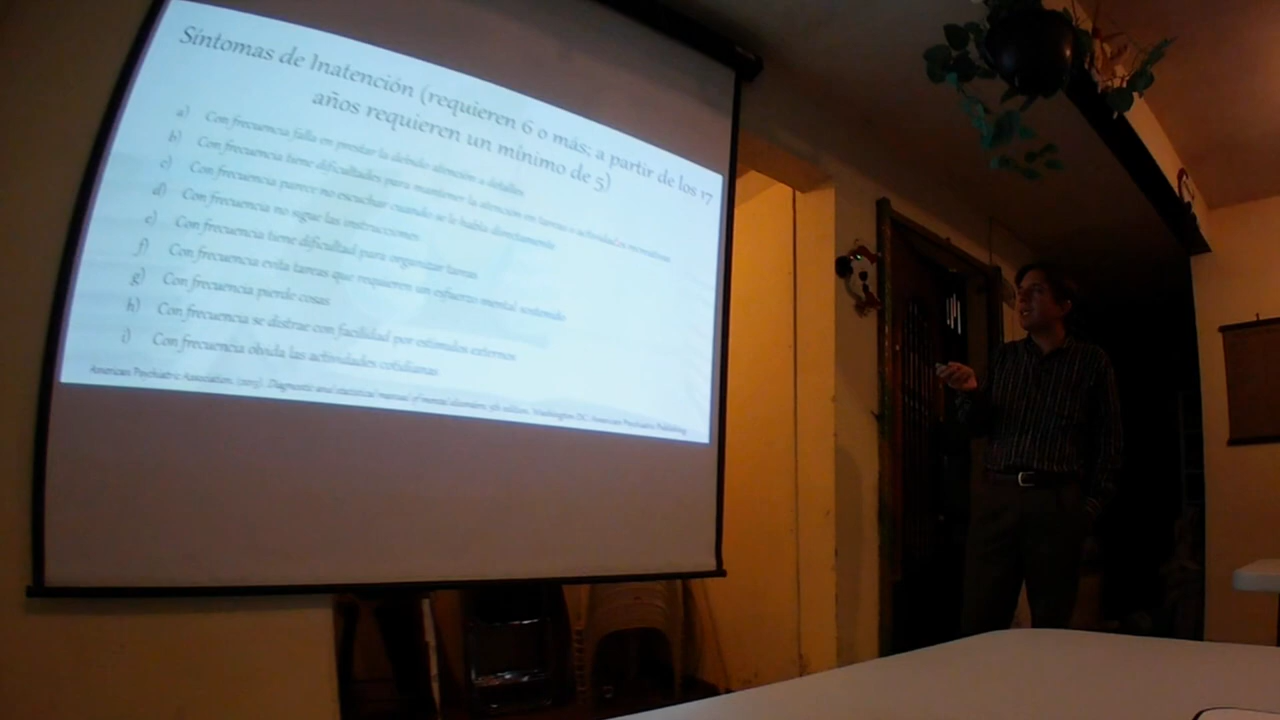 Síntomas de Inatención (requieren 6 o más; a partir de los 17
años requieren un mínimo de 5)
a) Con frecuencia falla en prestar la debida atención a detalles
b) Con frecuencia tiene dificultades para mantener la atención en tareas o actividades recreativas
c) Con frecuencia parece no escuchar cuando se le habla directamente
d) Con frecuencia no sigue las instrucciones
e) Con frecuencia tiene dificultad para organizar tareas
f) Con frecuencia evita tareas que requieren un esfuerzo mental sostenido
g) Con frecuencia pierde cosas
h) Con frecuencia se distrae con facilidad por estímulos externos
i) Con frecuencia olvida las actividades cotidianas
American Psychiatric Association. (2013). Diagnostic and statistical manual of mental disorders: 5th edition. Washington DC: American Psychiatric Publishing